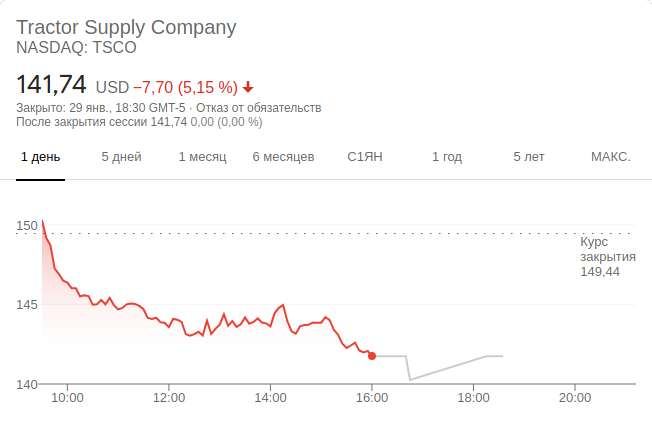 Tractor Supply Company
NASDAQ: TSCO
141,74 USD −7,70 (5,15 %)
Закрыто: 29 янв., 18:30 GMT-5 · Отказ от обязательств
После закрытия сессии 141,74 0,00 (0,00 %)
1 день 5 дней 1 месяц 6 месяцев С1ЯН 1 год 5 лет МАКС.
150
Курс
закрытия
149,44
145
140
10:00 12:00 14:00 16:00 18:00 20:00